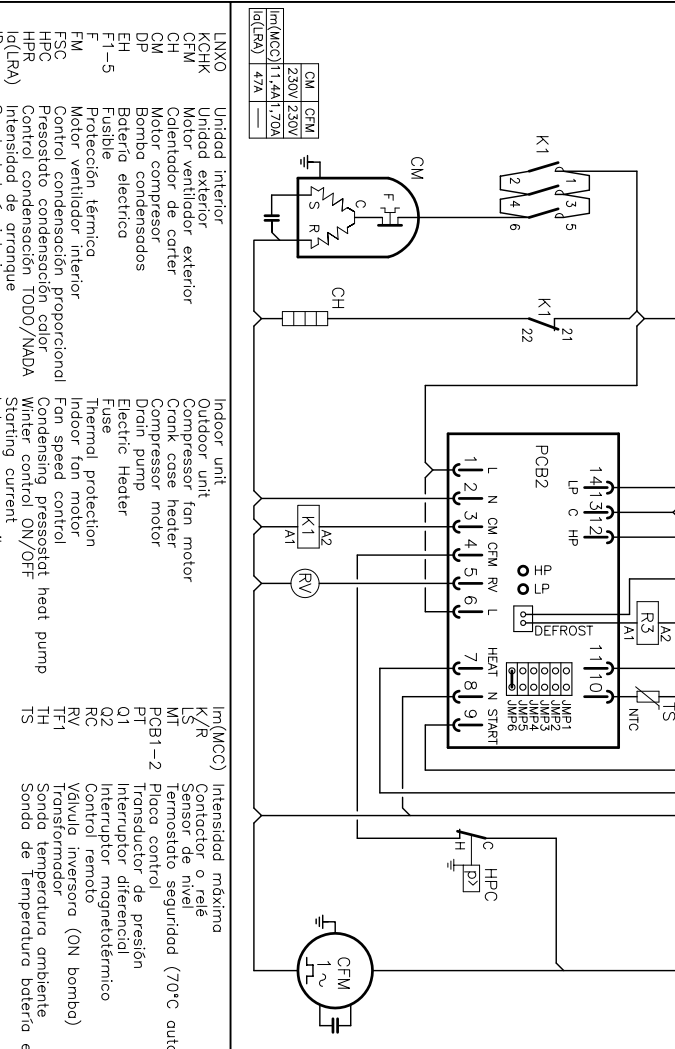 TS
NTC
A2
R3
A1
14 13 12
LP C HP
11 10
PCB2
HP
LP
DEFROST
JMP1
JMP2
JMP3
JMP4
JMP5
JMP6
L N CM CFM RV L
HEAT N START
1 2 3 4 5 6
7 8 9
K1
1 3 5
2 4 6
K1
21
22
CM
F
C
S R
CH
A2
K1
A1
RV
C
H
HPC
P>
CFM
1 ~
CM CFM
230V 230V
Im(MCC) 11,4A 1,70A
Ia(LRA) 47A —
LNXO Unidad interior Indoor unit
KCHK Unidad exterior Outdoor unit
CFM Motor ventilador exterior Compressor fan motor
CH Calentador de carter Crank case heater
CM Motor compresor Compressor motor
DP Bomba condensados Drain pump
EH Batería electrica Electric Heater
F1-5 Fusible Fuse
F Protección térmica Thermal protection
FM Motor ventilador interior Indoor fan motor
FSC Control condensación proporcional Fan speed control
HPC Presostato condensación calor Condensing pressostat heat pump
HPR Control condensación TODO/NADA Winter control ON/OFF
Ia(LRA) Intensidad de arranque Starting current
Im(MCC) Intensidad máxima
K/R Contactor o relé
LS Sensor de nivel
MT Termostato seguridad (70°C auto
PCB1-2 Placa control
PT Transductor de presión
Q1 Interruptor diferencial
Q2 Interruptor magnetotérmico
RC Control remoto
RV Válvula inversora (ON bomba)
TF1 Transformador
TH Sonda temperatura ambiente
TS Sonda de Temperatura batería e